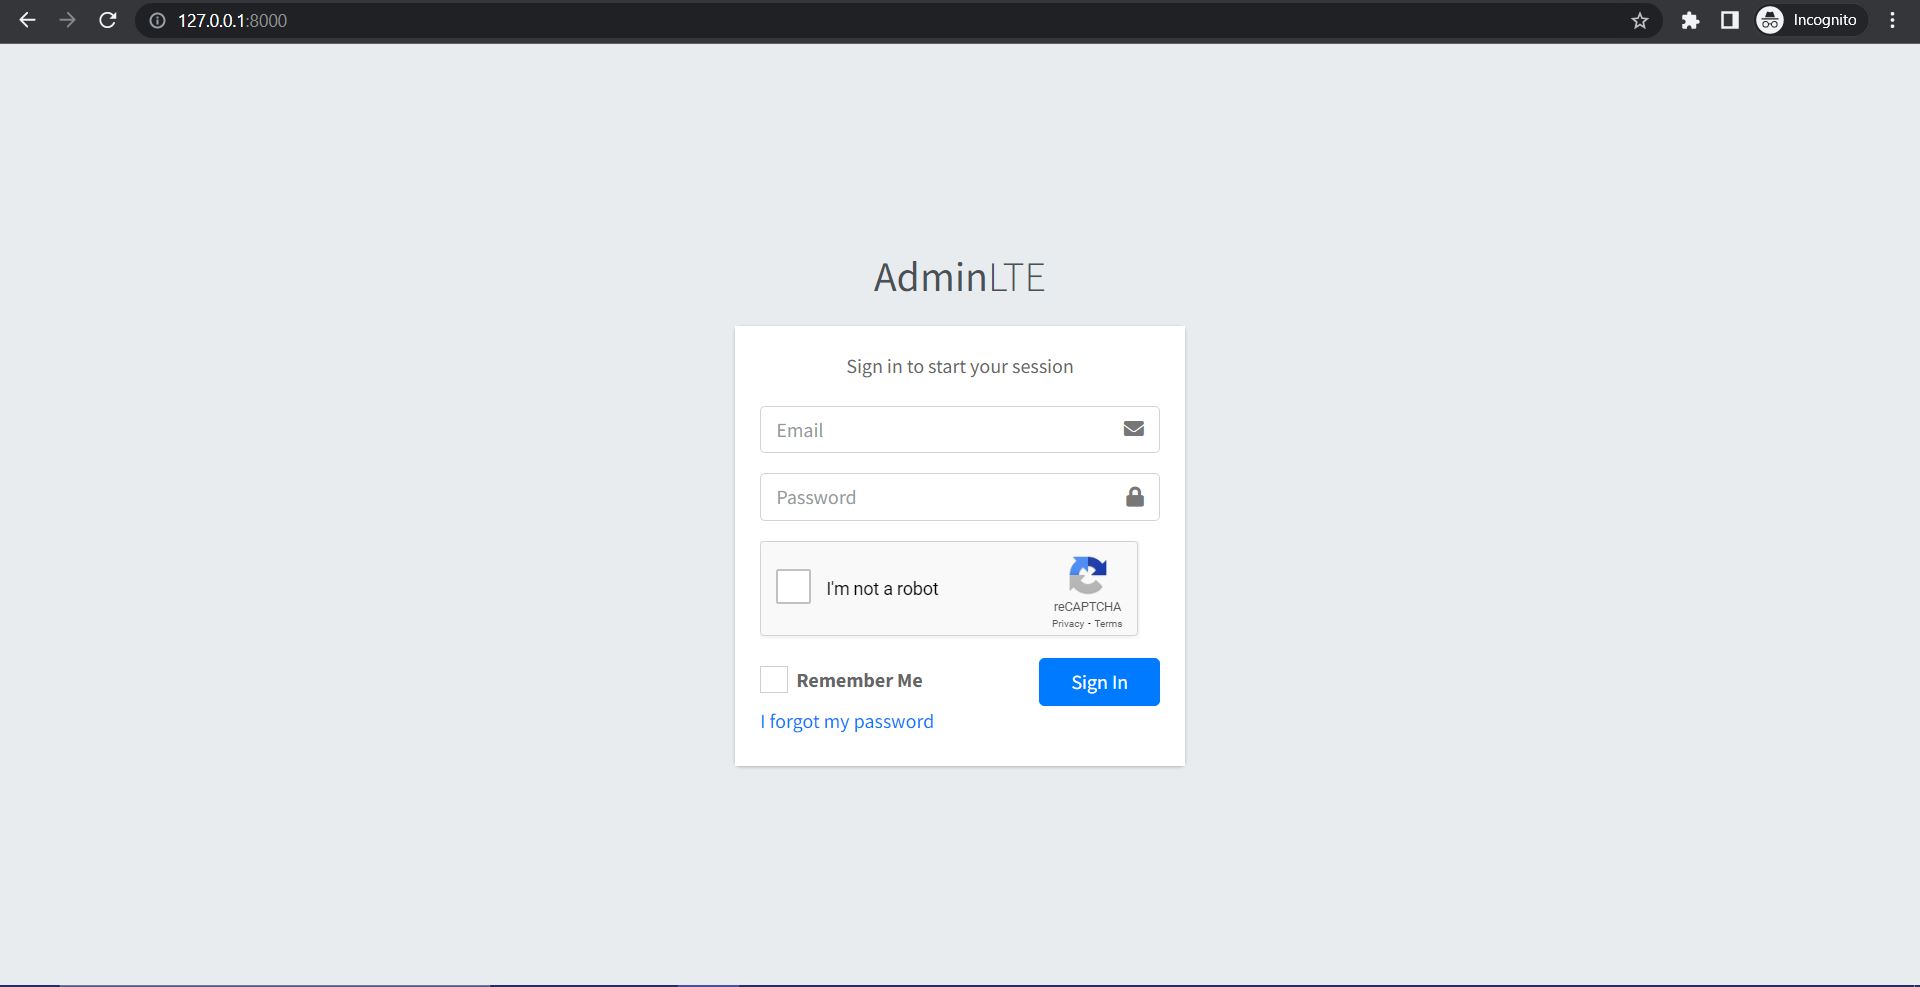 127.0.0.1:8000
Incognito
AdminLTE
Sign in to start your session
Email
Password
I'm not a robot
reCAPTCHA
Privacy - Terms
Remember Me
Sign In
I forgot my password